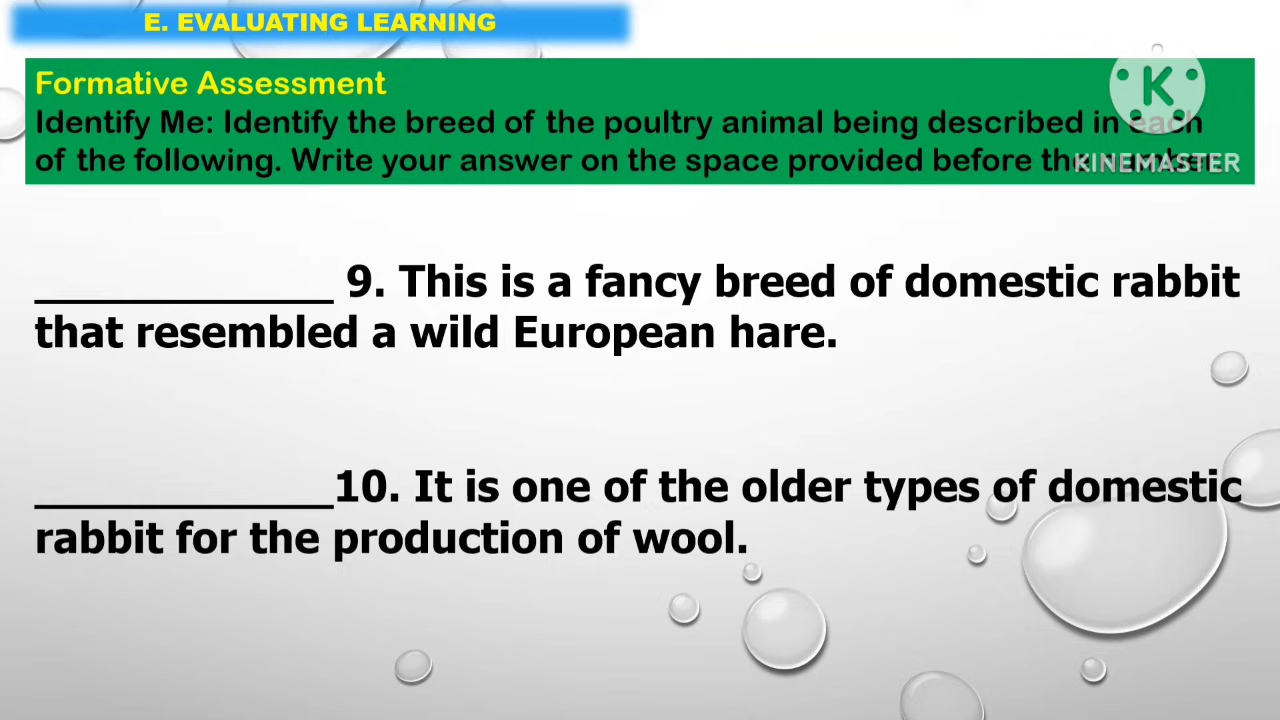 E. EVALUATING LEARNING
Formative Assessment
Identify Me: Identify the breed of the poultry animal being described in each
of the following. Write your answer on the space provided before the number.
K
KINEMASTER
____________ 9. This is a fancy breed of domestic rabbit
that resembled a wild European hare.
____________10. It is one of the older types of domestic
rabbit for the production of wool.